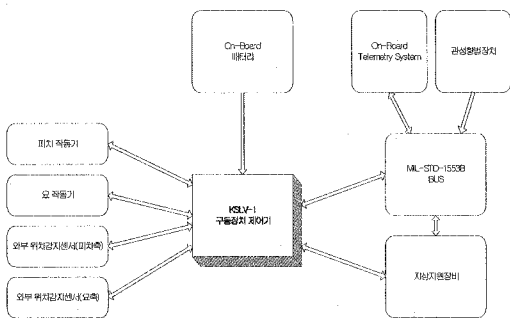 On-Board
배터리
On-Board
Telemetry System
관성항법장치
피치 작동기
요 작동기
외부 위치감지센서(피치축)
외부 위치감지센서(요축)
KSLV-1
구동장치 제어기
MIL-STD-1553B
BUS
지상지원장비